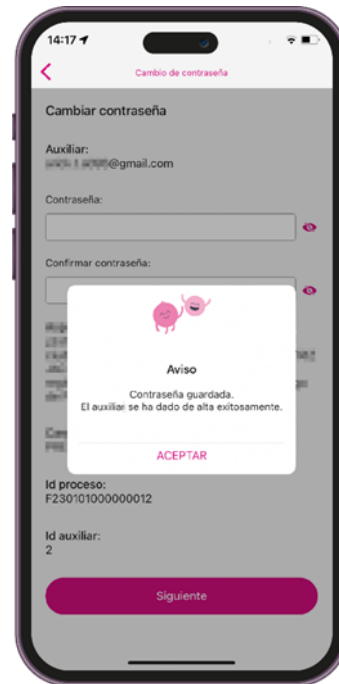 14:17
Cambio de contraseña
Cambiar contraseña
Auxiliar:
@gmail.com
Contraseña:
Confirmar contraseña:
Aviso
Contraseña guardada.
El auxiliar se ha dado de alta exitosamente.
ACEPTAR
Id proceso:
F230101000000012
Id auxiliar:
2
Siguiente